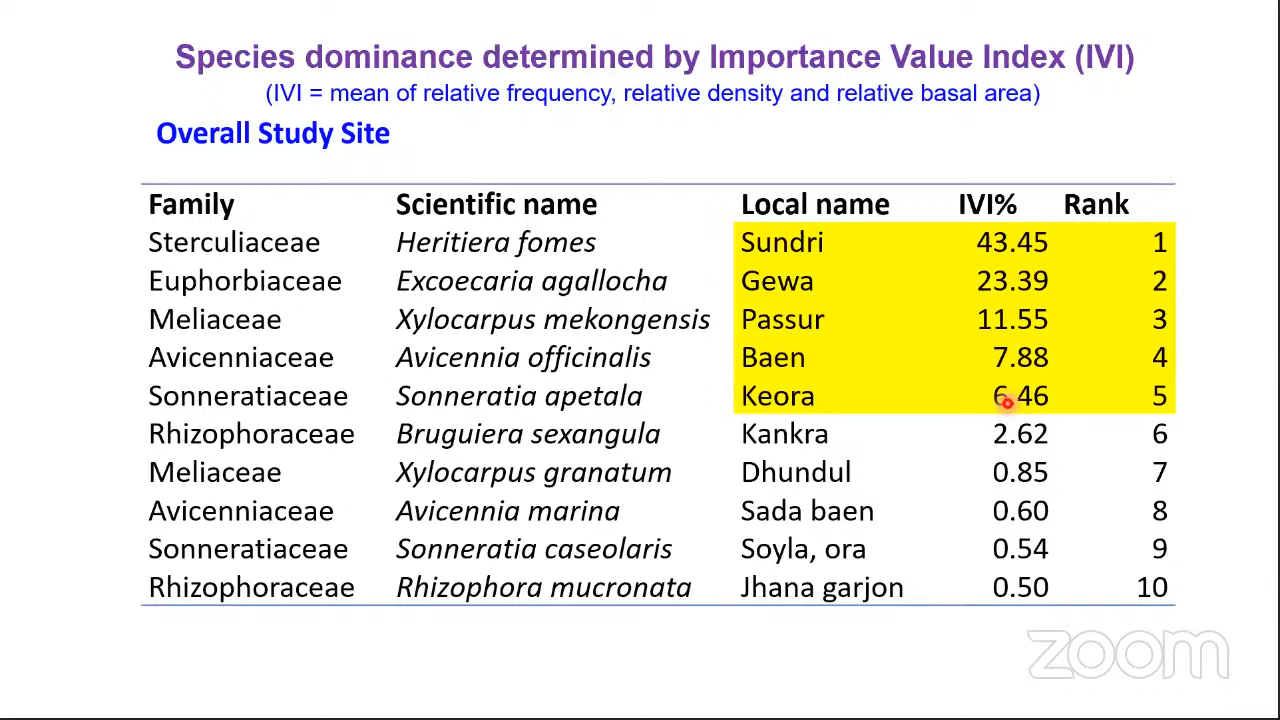 Species dominance determined by Importance Value Index (IVI)
(IVI = mean of relative frequency, relative density and relative basal area)
Overall Study Site
Family Scientific name Local name IVI% Rank
Sterculiaceae Heritiera fomes Sundri 43.45 1
Euphorbiaceae Excoecaria agallocha Gewa 23.39 2
Meliaceae Xylocarpus mekongensis Passur 11.55 3
Avicenniaceae Avicennia officinalis Baen 7.88 4
Sonneratiaceae Sonneratia apetala Keora 6.46 5
Rhizophoraceae Bruguiera sexangula Kankra 2.62 6
Meliaceae Xylocarpus granatum Dhundul 0.85 7
Avicenniaceae Avicennia marina Sada baen 0.60 8
Sonneratiaceae Sonneratia caseolaris Soyla, ora 0.54 9
Rhizophoraceae Rhizophora mucronata Jhana garjon 0.50 10
zoom